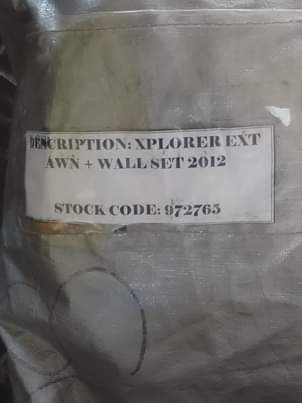 DESCRIPTION: XPLORER EXT
AWN + WALL SET 2012
STOCK CODE: 972765